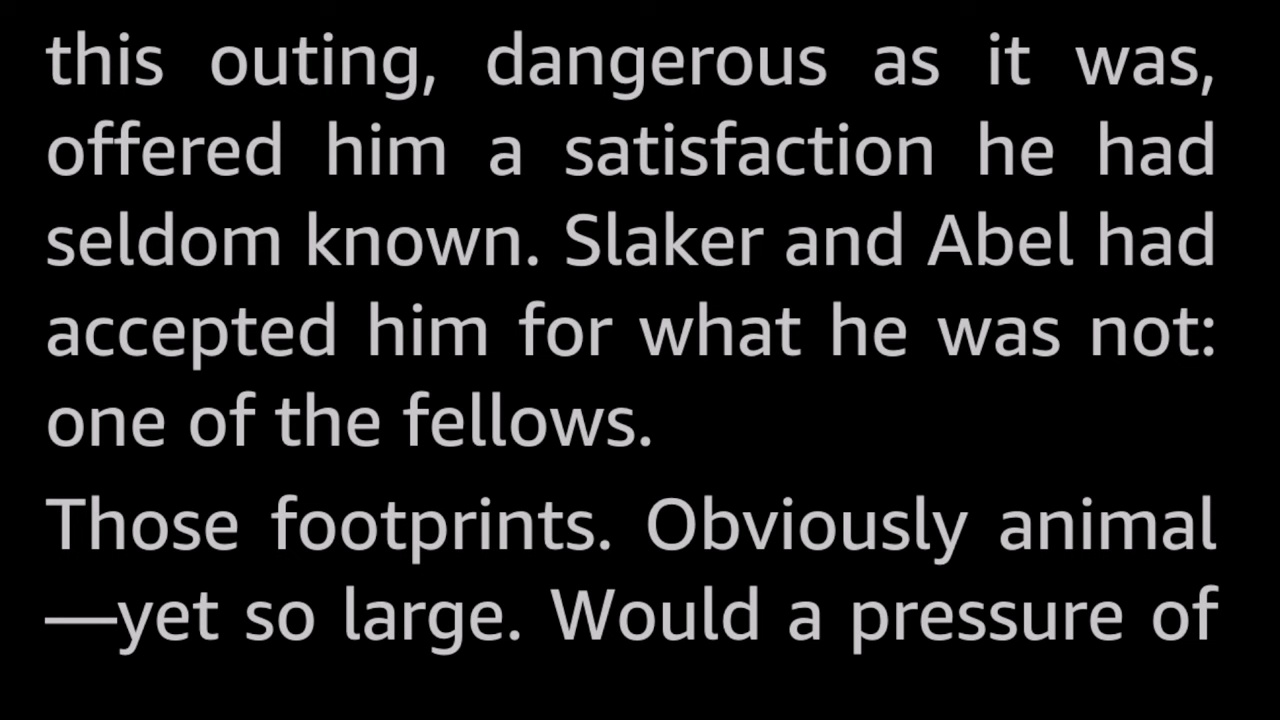 this outing, dangerous as it was,
offered him a satisfaction he had
seldom known. Slaker and Abel had
accepted him for what he was not:
one of the fellows.
Those footprints. Obviously animal
—yet so large. Would a pressure of